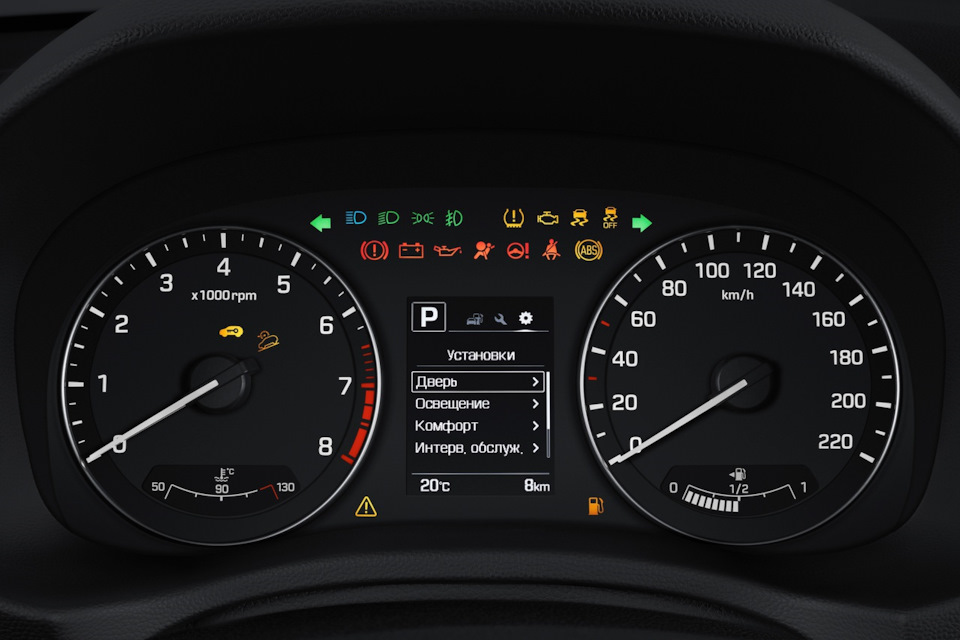 OFF
ABS
4
3
5
x1000rpm
2
6
1
7
0
8
°C
50
90
130
P
Установки
Дверь
Освещение
Комфорт
Интерв. обслуж.
20°C
8km
100
120
80
140
km/h
60
160
40
180
20
200
0
220
0
1/2
1